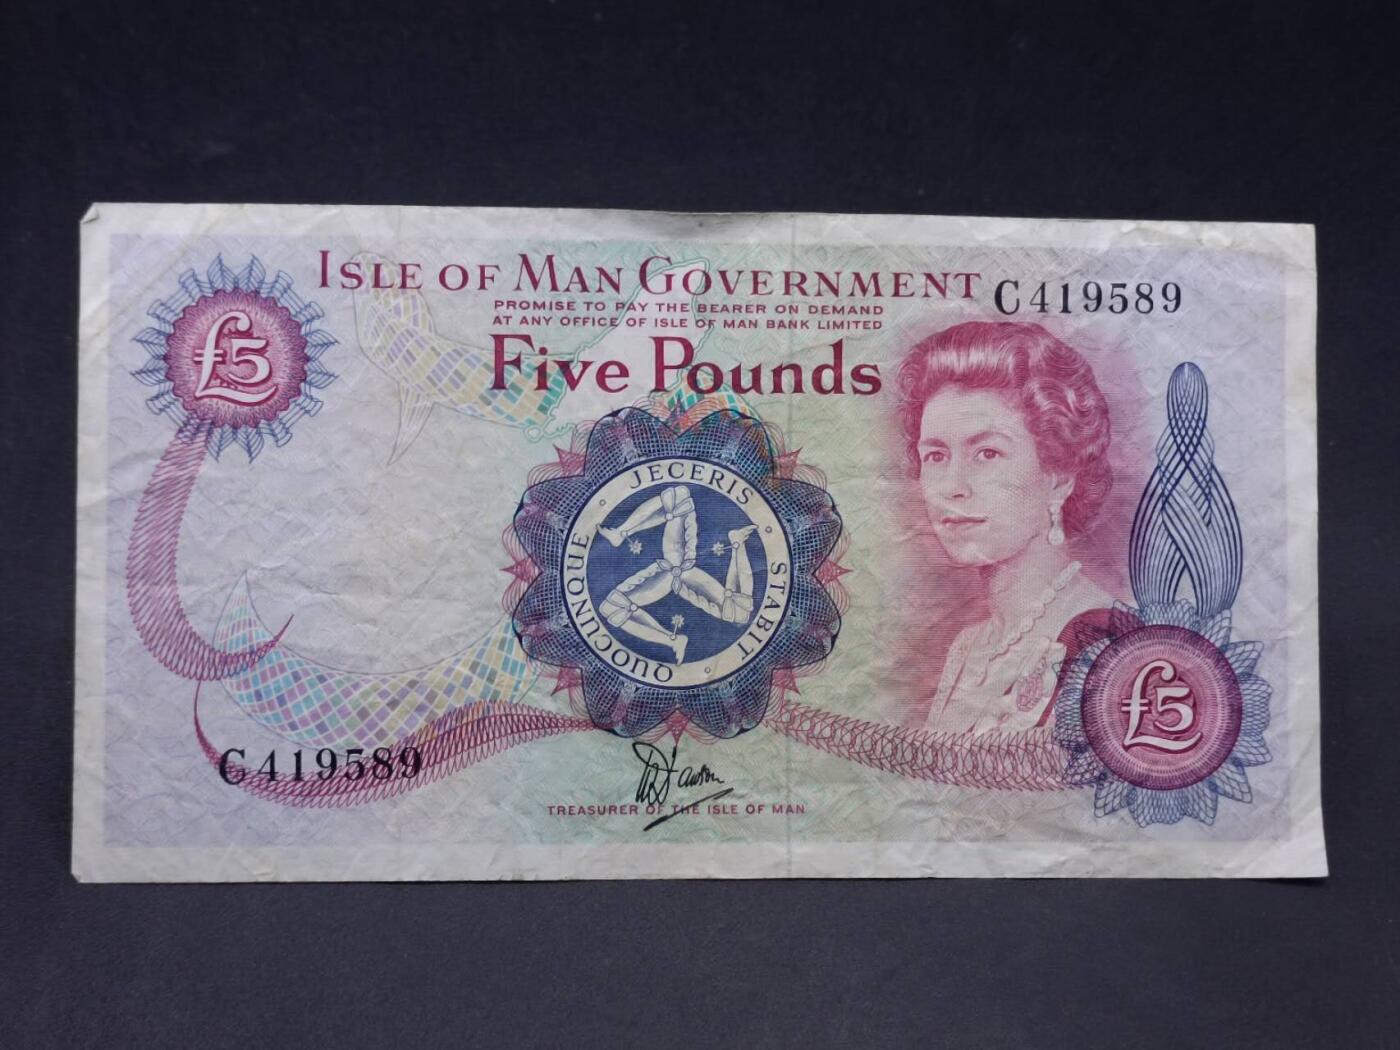 ISLE OF MAN GOVERNMENT
C419589
PROMISE TO PAY THE BEARER ON DEMAND
AT ANY OFFICE OF ISLE OF MAN BANK LIMITED
Five Pounds
£5
QUOCUNQUE JECERIS STABIT
£5
C419589
W Dawson
TREASURER OF THE ISLE OF MAN